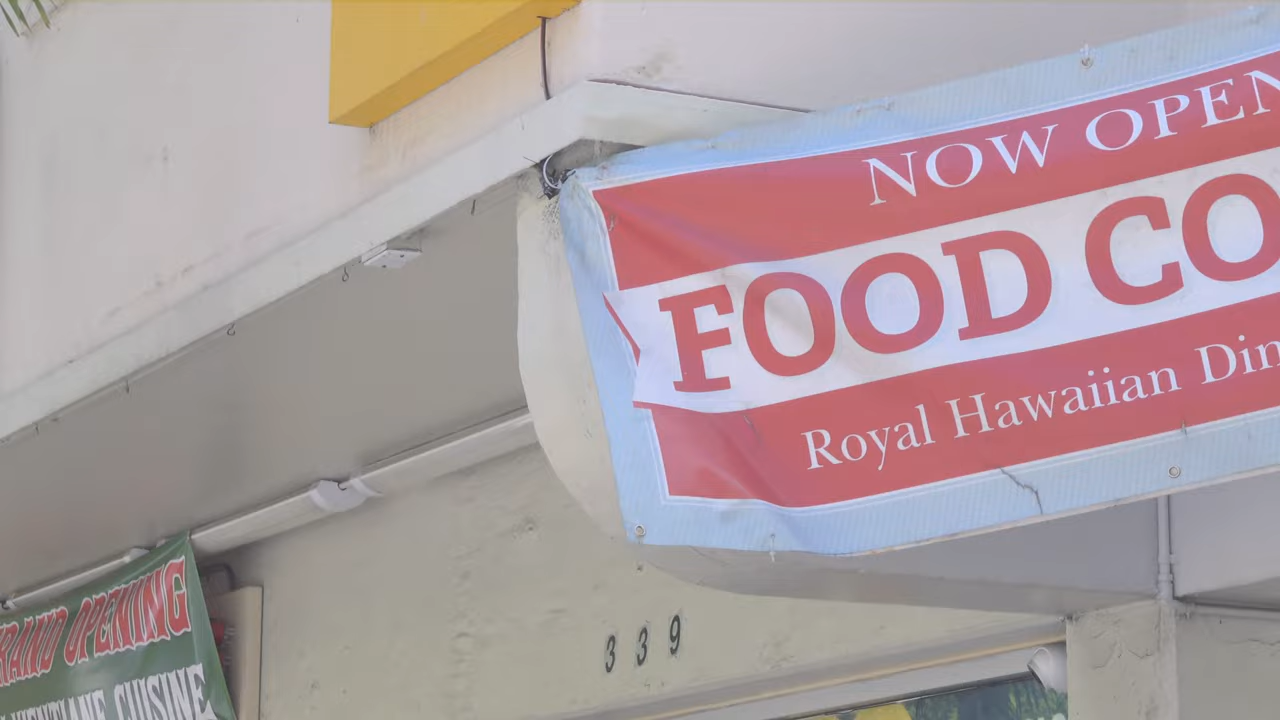 NOW OPEN
FOOD CO
Royal Hawaiian Din
339
GRAND OPENING
CUISINE